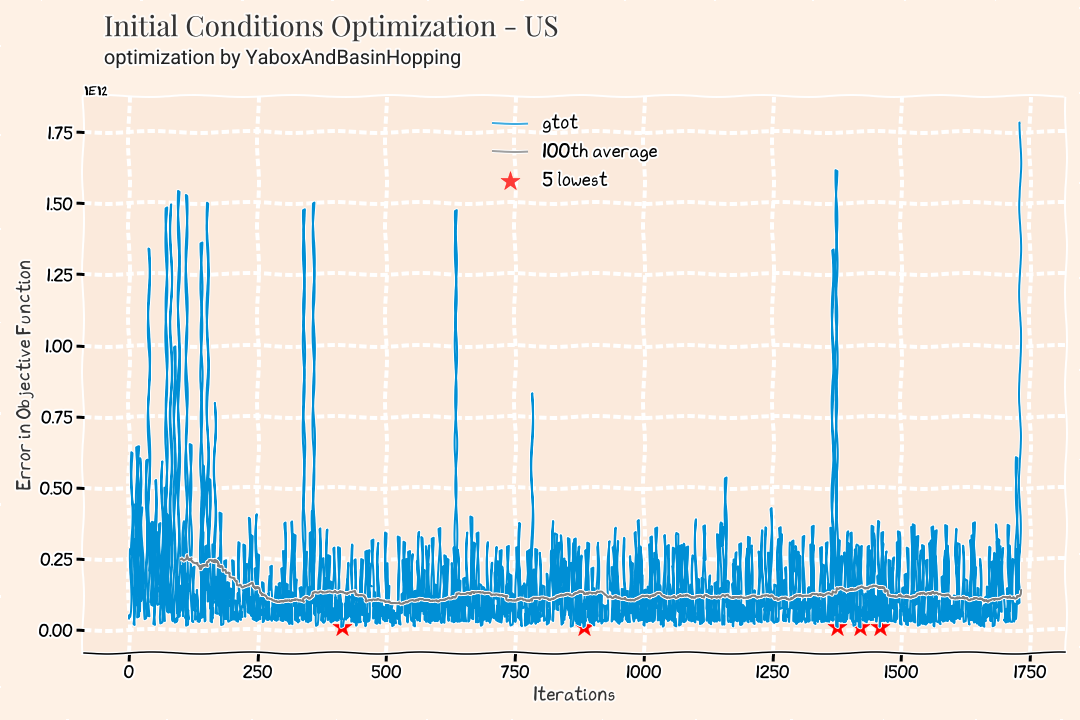 Initial Conditions Optimization - US
optimization by YaboxAndBasinHopping
1E12
gtot
100th average
5 lowest
1.75
1.50
1.25
1.00
0.75
0.50
0.25
0.00
Error in Objective Function
0 250 500 750 1000 1250 1500 1750
Iterations